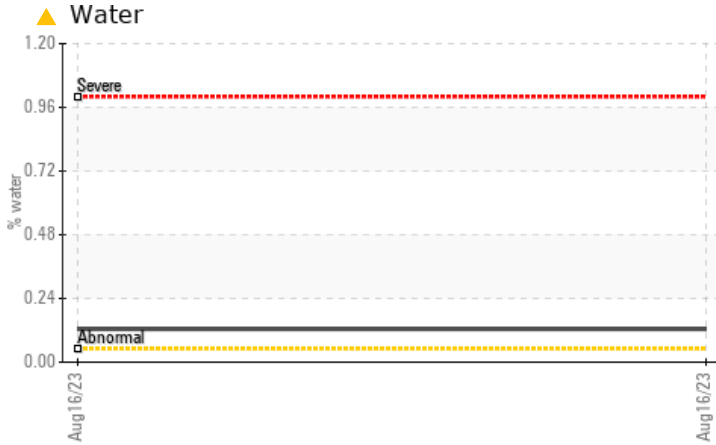 Water
1.20
Severe
0.96
0.72
% water
0.48
0.24
Abnormal
0.00
Aug16/23
Aug16/23